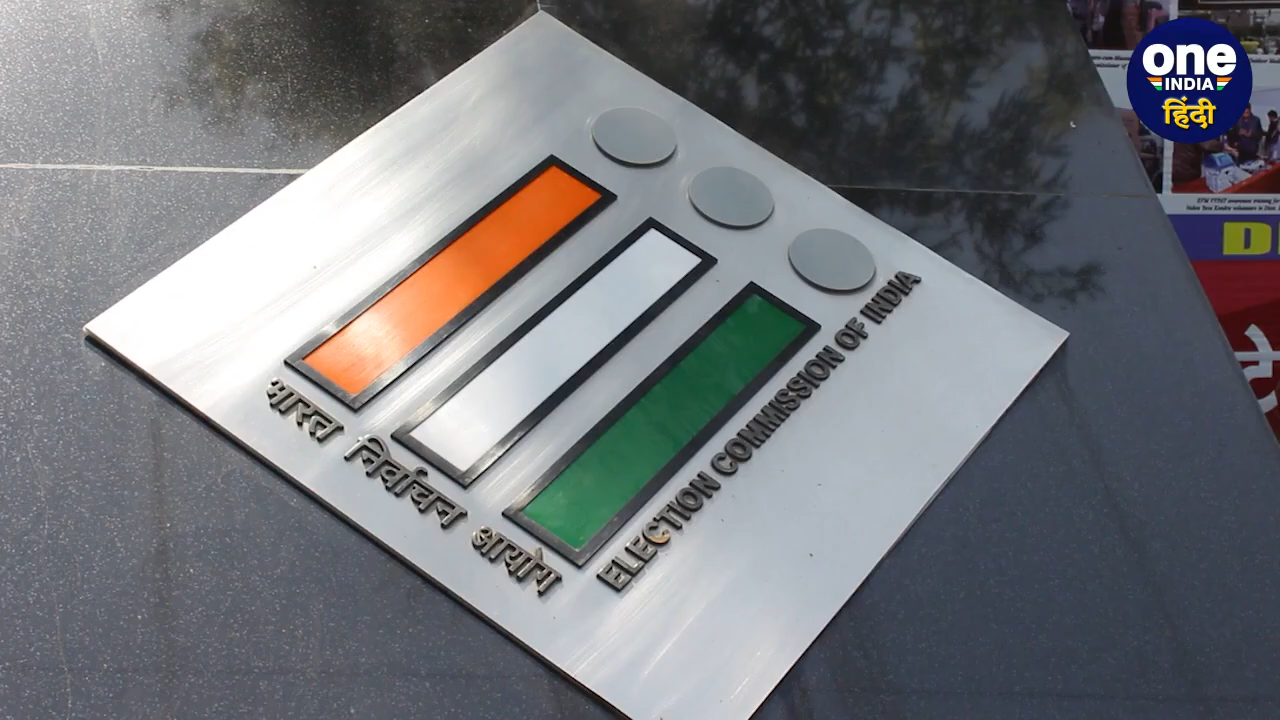 one
INDIA
हिंदी
भारत निर्वाचन आयोग
ELECTION COMMISSION OF INDIA